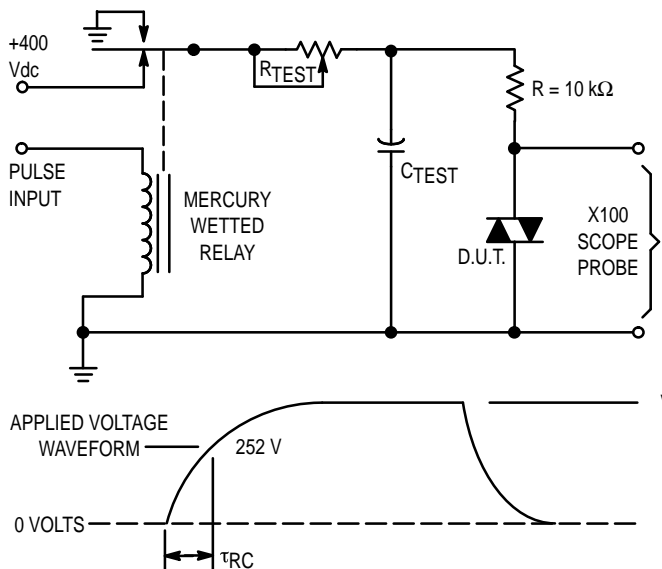 +400
Vdc
RTEST
R = 10 kΩ
CTEST
PULSE
INPUT
MERCURY
WETTED
RELAY
D.U.T.
X100
SCOPE
PROBE
APPLIED VOLTAGE
WAVEFORM
252 V
0 VOLTS
τRC